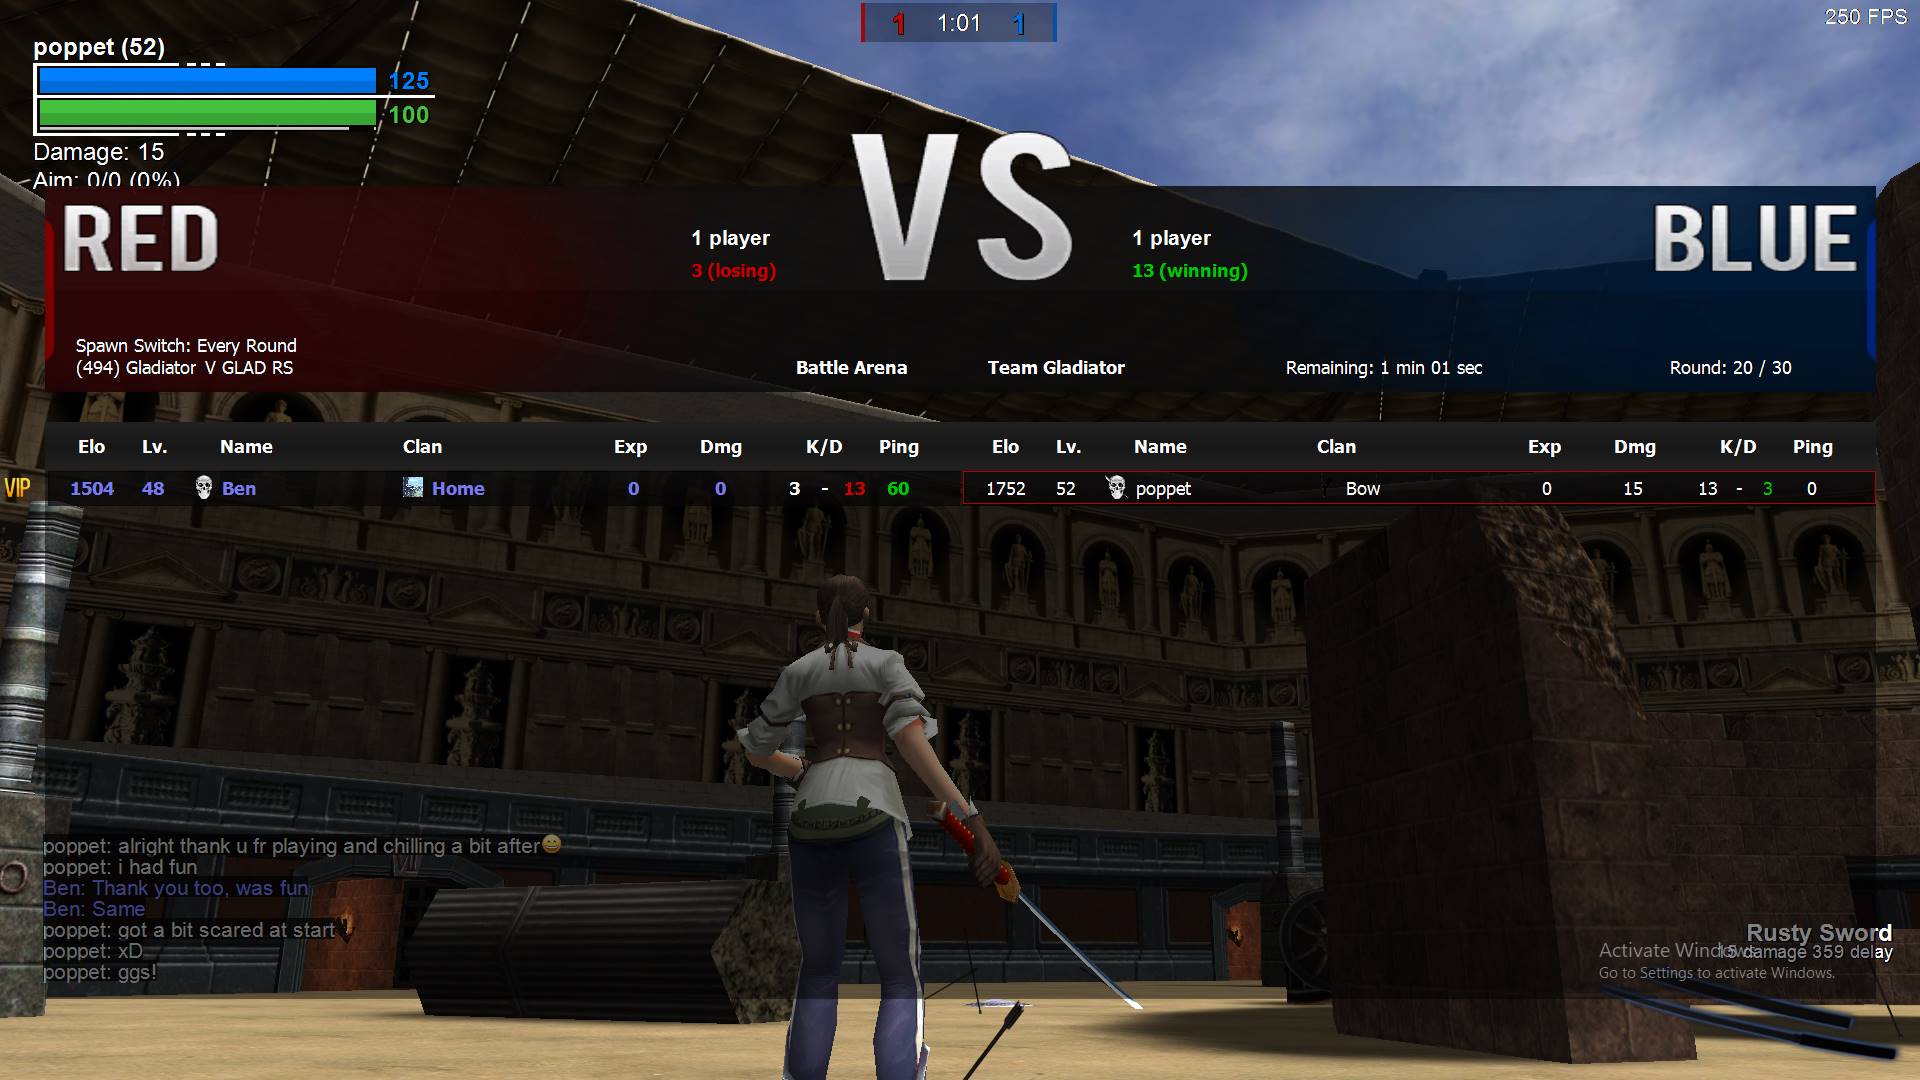 1 1:01 1
250 FPS
poppet (52)
125
100
Damage: 15
Aim: 0/0 (0%)
VS
RED
BLUE
1 player
1 player
3 (losing)
13 (winning)
Spawn Switch: Every Round
(494) Gladiator V GLAD RS
Battle Arena
Team Gladiator
Remaining: 1 min 01 sec
Round: 20 / 30
Elo Lv. Name Clan Exp Dmg K/D Ping
Elo Lv. Name Clan Exp Dmg K/D Ping
VIP 1504 48 Ben Home 0 0 3 - 13 60
1752 52 poppet Bow 0 15 13 - 3 0
VII
poppet: alright thank u fr playing and chilling a bit after😀
poppet: i had fun
Ben: Thank you too, was fun
Ben: Same
poppet: got a bit scared at start
poppet: xD
poppet: ggs!
Rusty Sword
15 damage 359 delay
Activate Windows
Go to Settings to activate Windows.